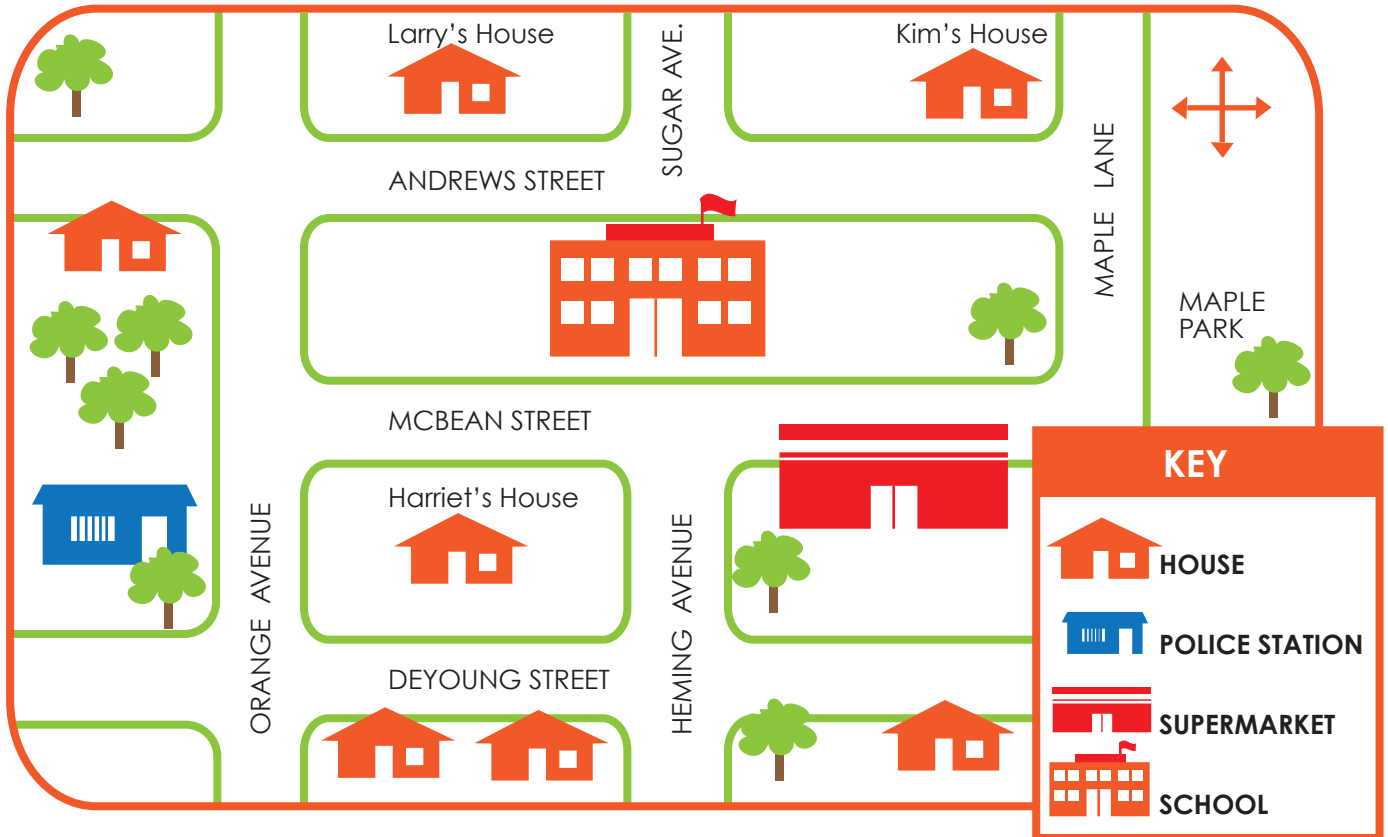 Larry's House
SUGAR AVE.
Kim's House
ANDREWS STREET
MAPLE LANE
MAPLE
PARK
MCBEAN STREET
Harriet's House
ORANGE AVENUE
HEMING AVENUE
DEYOUNG STREET
KEY
HOUSE
POLICE STATION
SUPERMARKET
SCHOOL